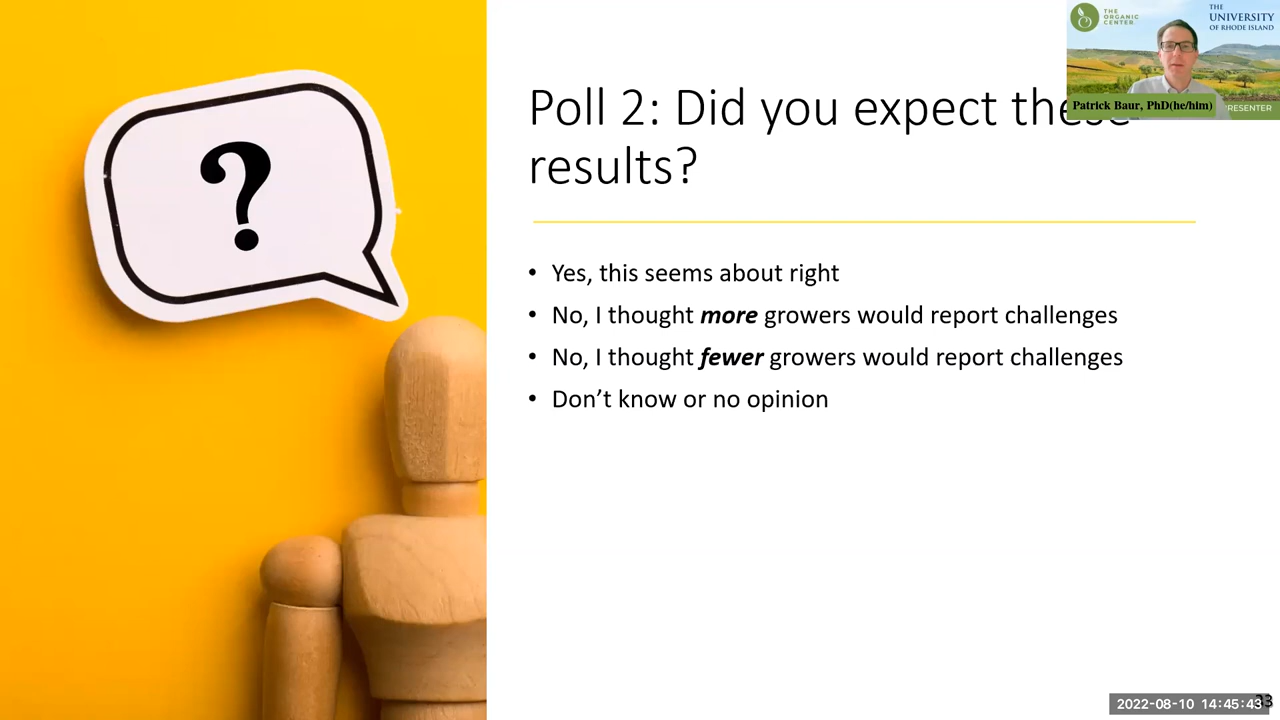 ?
THE
ORGANIC
CENTER
THE
UNIVERSITY
OF RHODE ISLAND
Patrick Baur, PhD(he/him)
PRESENTER
Poll 2: Did you expect these
results?
• Yes, this seems about right
• No, I thought more growers would report challenges
• No, I thought fewer growers would report challenges
• Don’t know or no opinion
2022-08-10 14:45:43